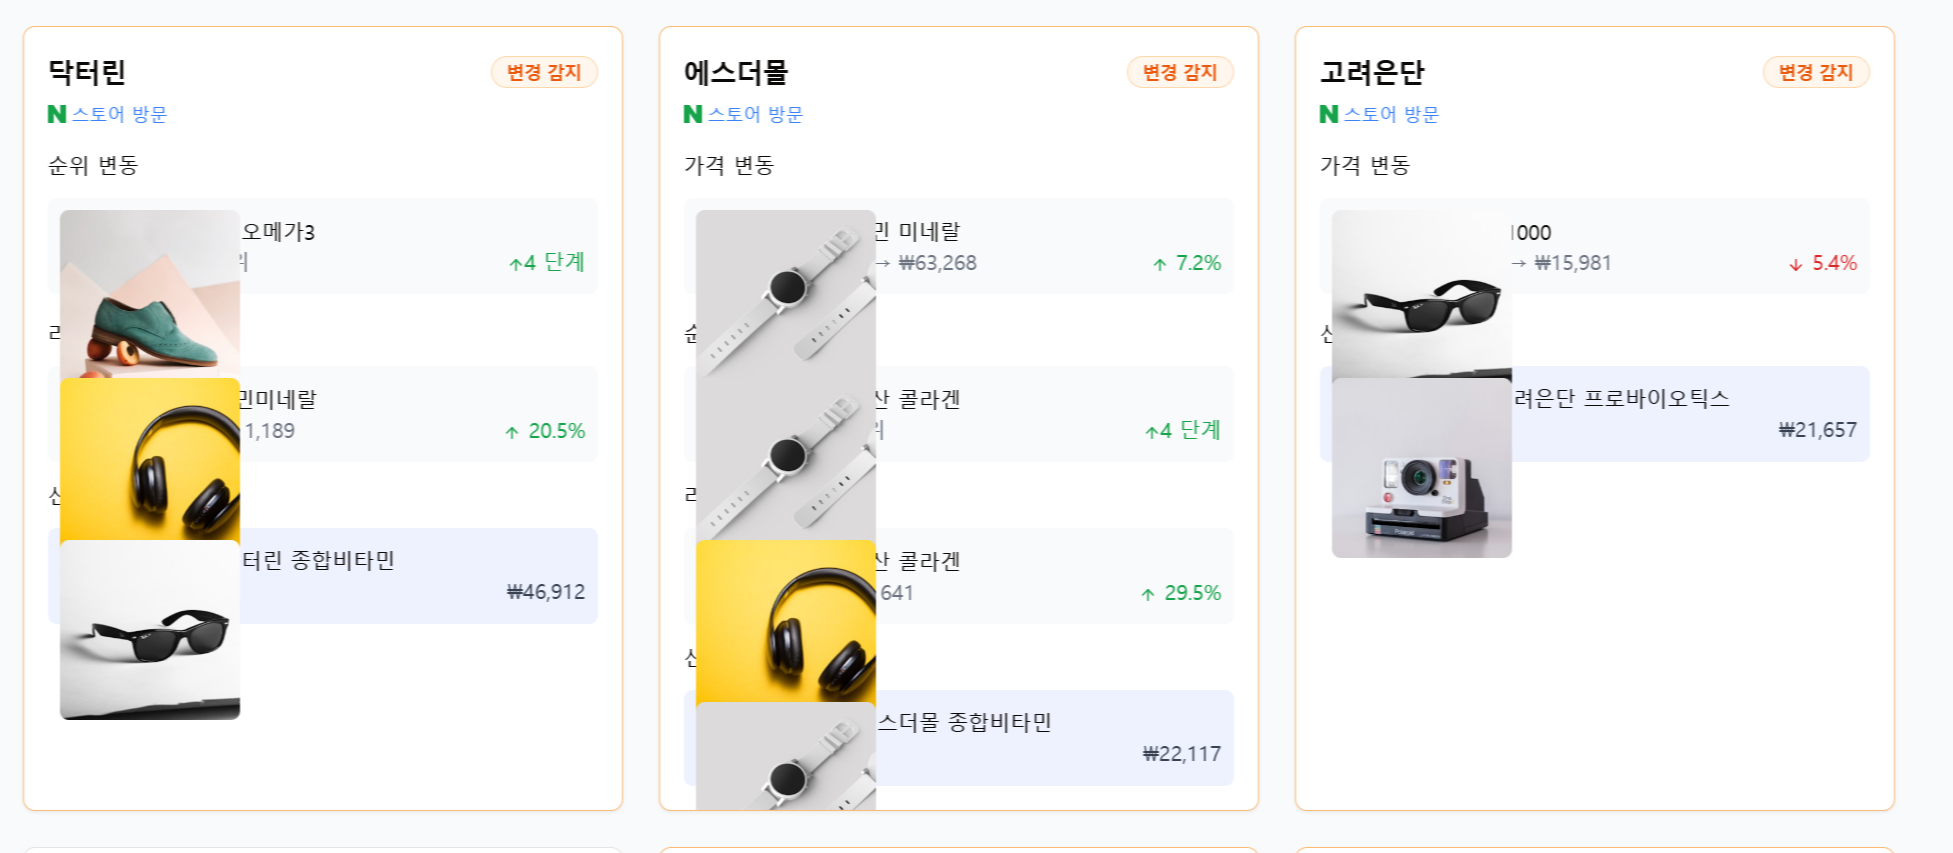 닥터린
변경 감지
N 스토어 방문
순위 변동
오메가3
↑4 단계
민미네랄
1,189
↑ 20.5%
터린 종합비타민
₩46,912
에스더몰
변경 감지
N 스토어 방문
가격 변동
민 미네랄
→ ₩63,268
↑ 7.2%
산 콜라겐
↑4 단계
산 콜라겐
641
↑ 29.5%
스더몰 종합비타민
₩22,117
고려은단
변경 감지
N 스토어 방문
가격 변동
000
→ ₩15,981
↓ 5.4%
려은단 프로바이오틱스
₩21,657